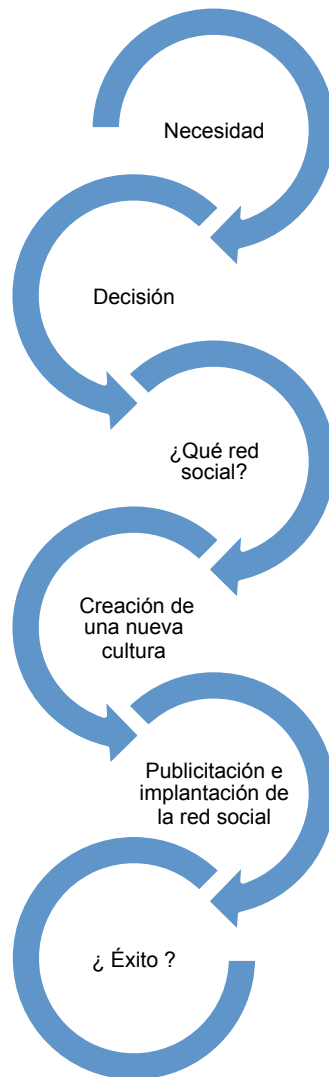 Necesidad
Decisión
¿Qué red
social?
Creación de
una nueva
cultura
Publicitación e
implantación de
la red social
¿ Éxito ?